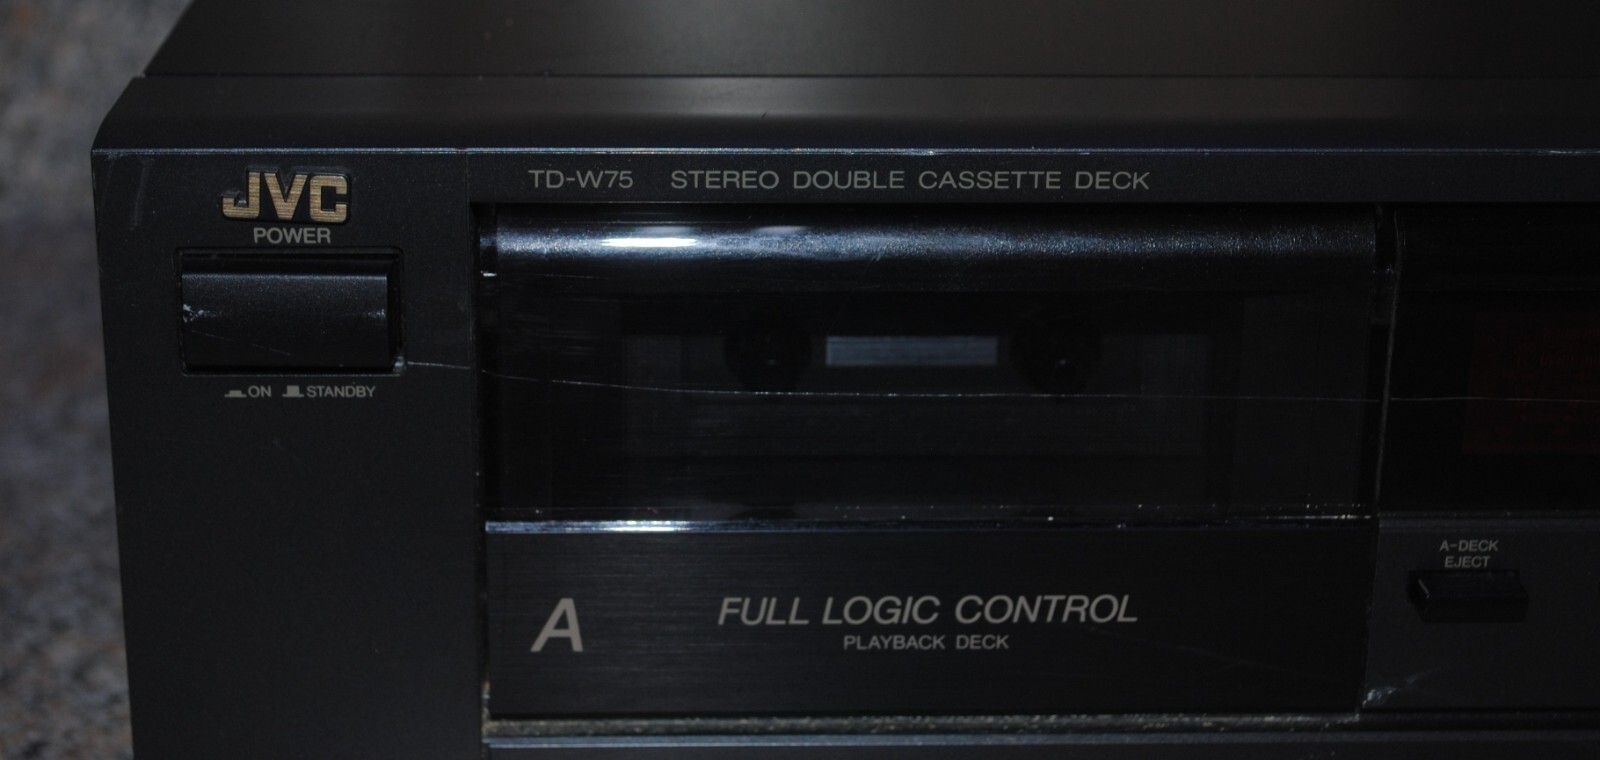 JVC
POWER
ON STANDBY
TD-W75 STEREO DOUBLE CASSETTE DECK
A
FULL LOGIC CONTROL
PLAYBACK DECK
A-DECK
EJECT